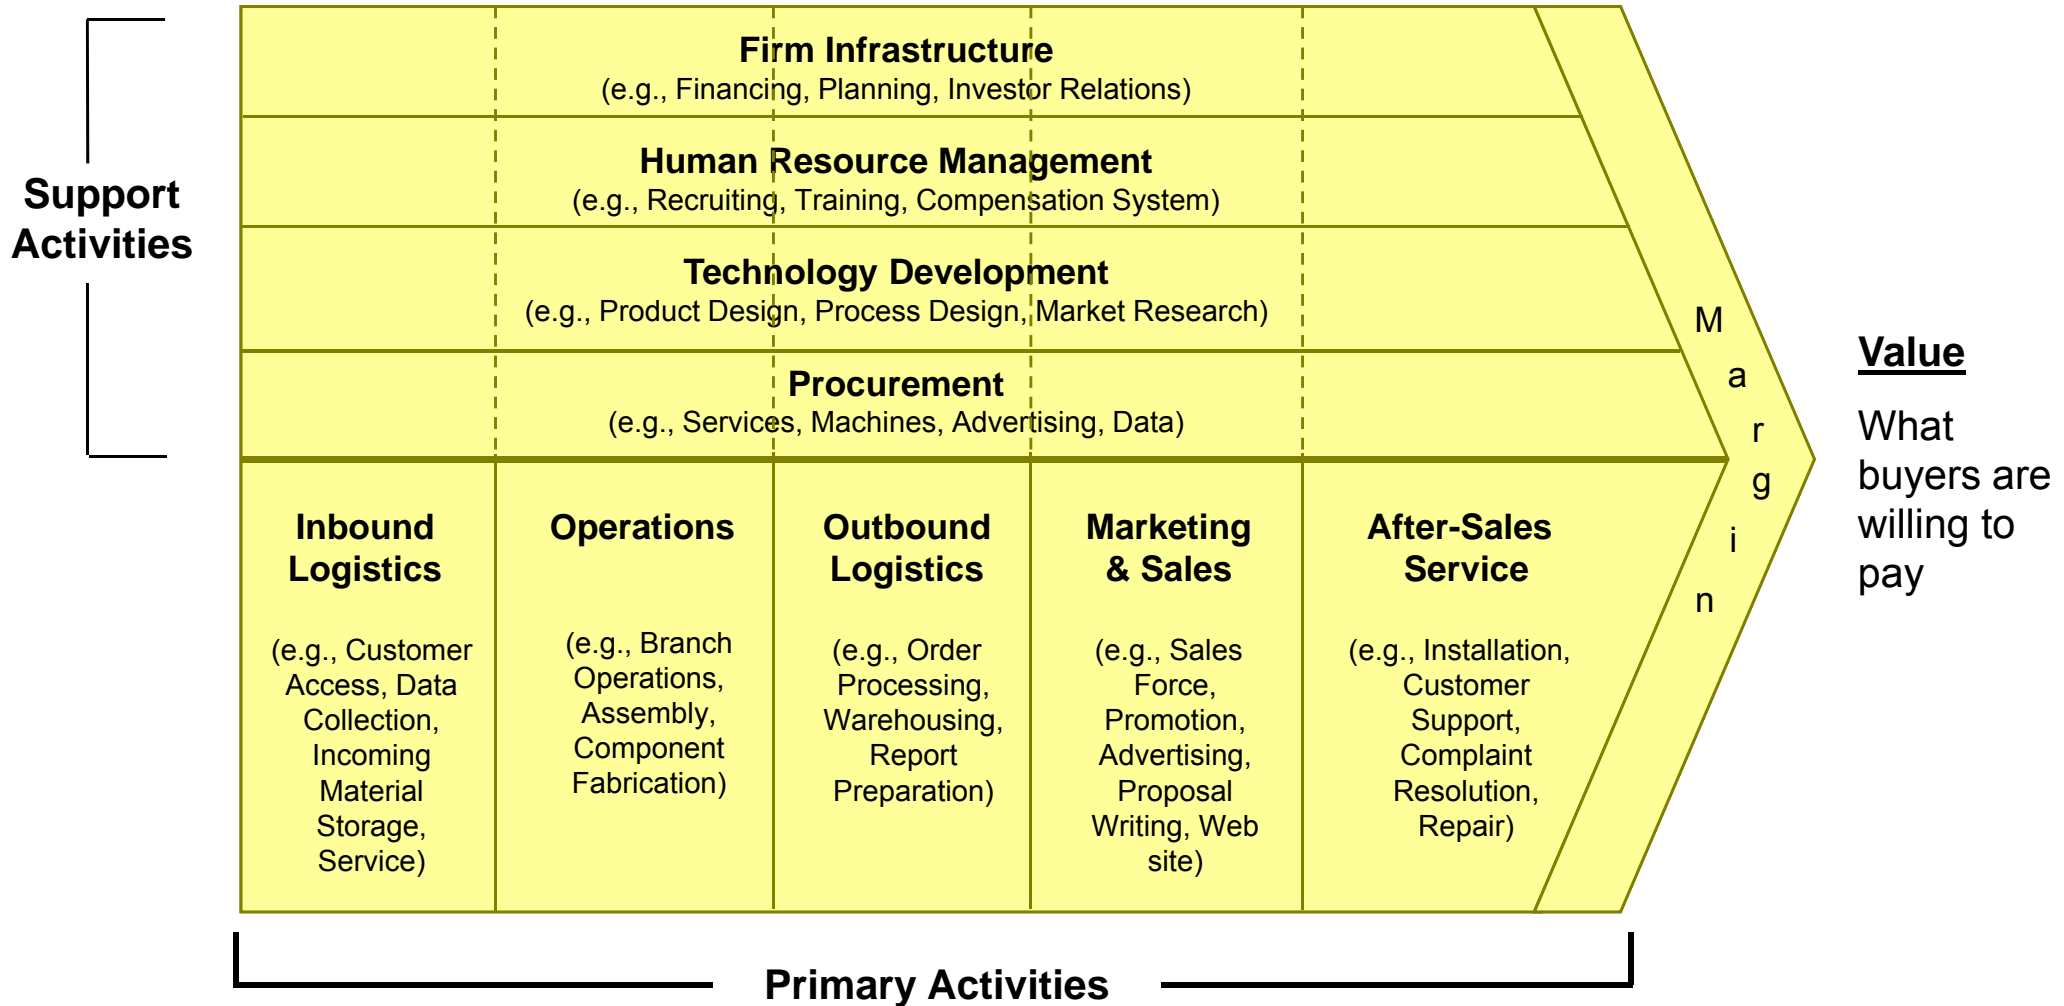 Firm Infrastructure
(e.g., Financing, Planning, Investor Relations)
Human Resource Management
(e.g., Recruiting, Training, Compensation System)
Support
Activities
Technology Development
(e.g., Product Design, Process Design, Market Research)
Procurement
(e.g., Services, Machines, Advertising, Data)
Inbound
Logistics
(e.g., Customer
Access, Data
Collection,
Incoming
Material
Storage,
Service)
Operations
(e.g., Branch
Operations,
Assembly,
Component
Fabrication)
Outbound
Logistics
(e.g., Order
Processing,
Warehousing,
Report
Preparation)
Marketing
& Sales
(e.g., Sales
Force,
Promotion,
Advertising,
Proposal
Writing, Web
site)
After-Sales
Service
(e.g., Installation,
Customer
Support,
Complaint
Resolution,
Repair)
Margin
Value
What
buyers are
willing to
pay
Primary Activities